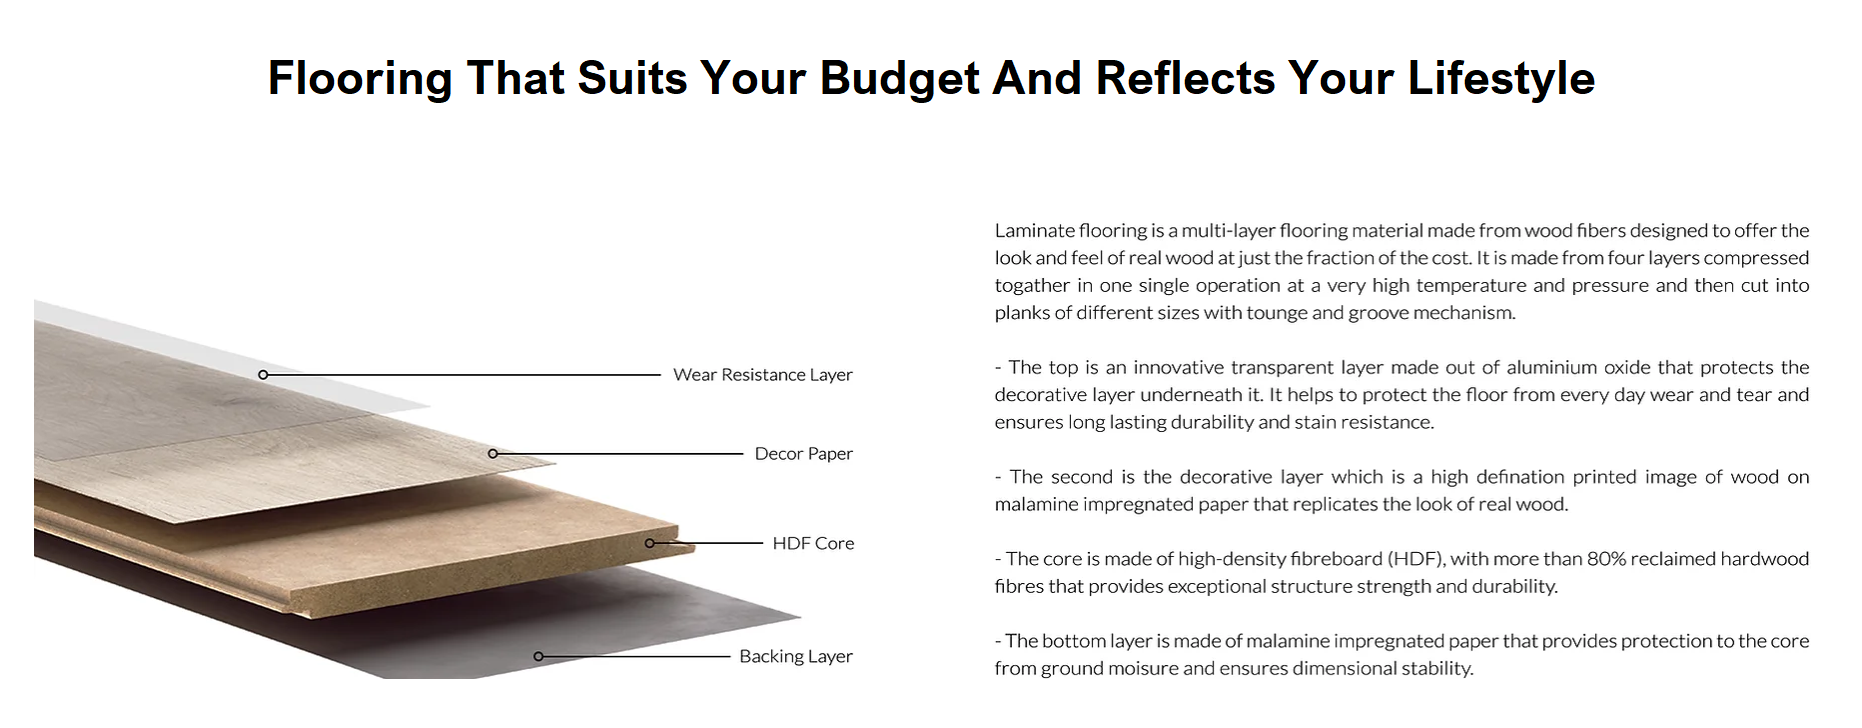 Flooring That Suits Your Budget And Reflects Your Lifestyle
Wear Resistance Layer
Decor Paper
HDF Core
Backing Layer
Laminate flooring is a multi-layer flooring material made from wood fibers designed to offer the
look and feel of real wood at just the fraction of the cost. It is made from four layers compressed
togather in one single operation at a very high temperature and pressure and then cut into
planks of different sizes with tounge and groove mechanism.
- The top is an innovative transparent layer made out of aluminium oxide that protects the
decorative layer underneath it. It helps to protect the floor from every day wear and tear and
ensures long lasting durability and stain resistance.
- The second is the decorative layer which is a high defination printed image of wood on
malamine impregnated paper that replicates the look of real wood.
- The core is made of high-density fibreboard (HDF), with more than 80% reclaimed hardwood
fibres that provides exceptional structure strength and durability.
- The bottom layer is made of malamine impregnated paper that provides protection to the core
from ground moisure and ensures dimensional stability.